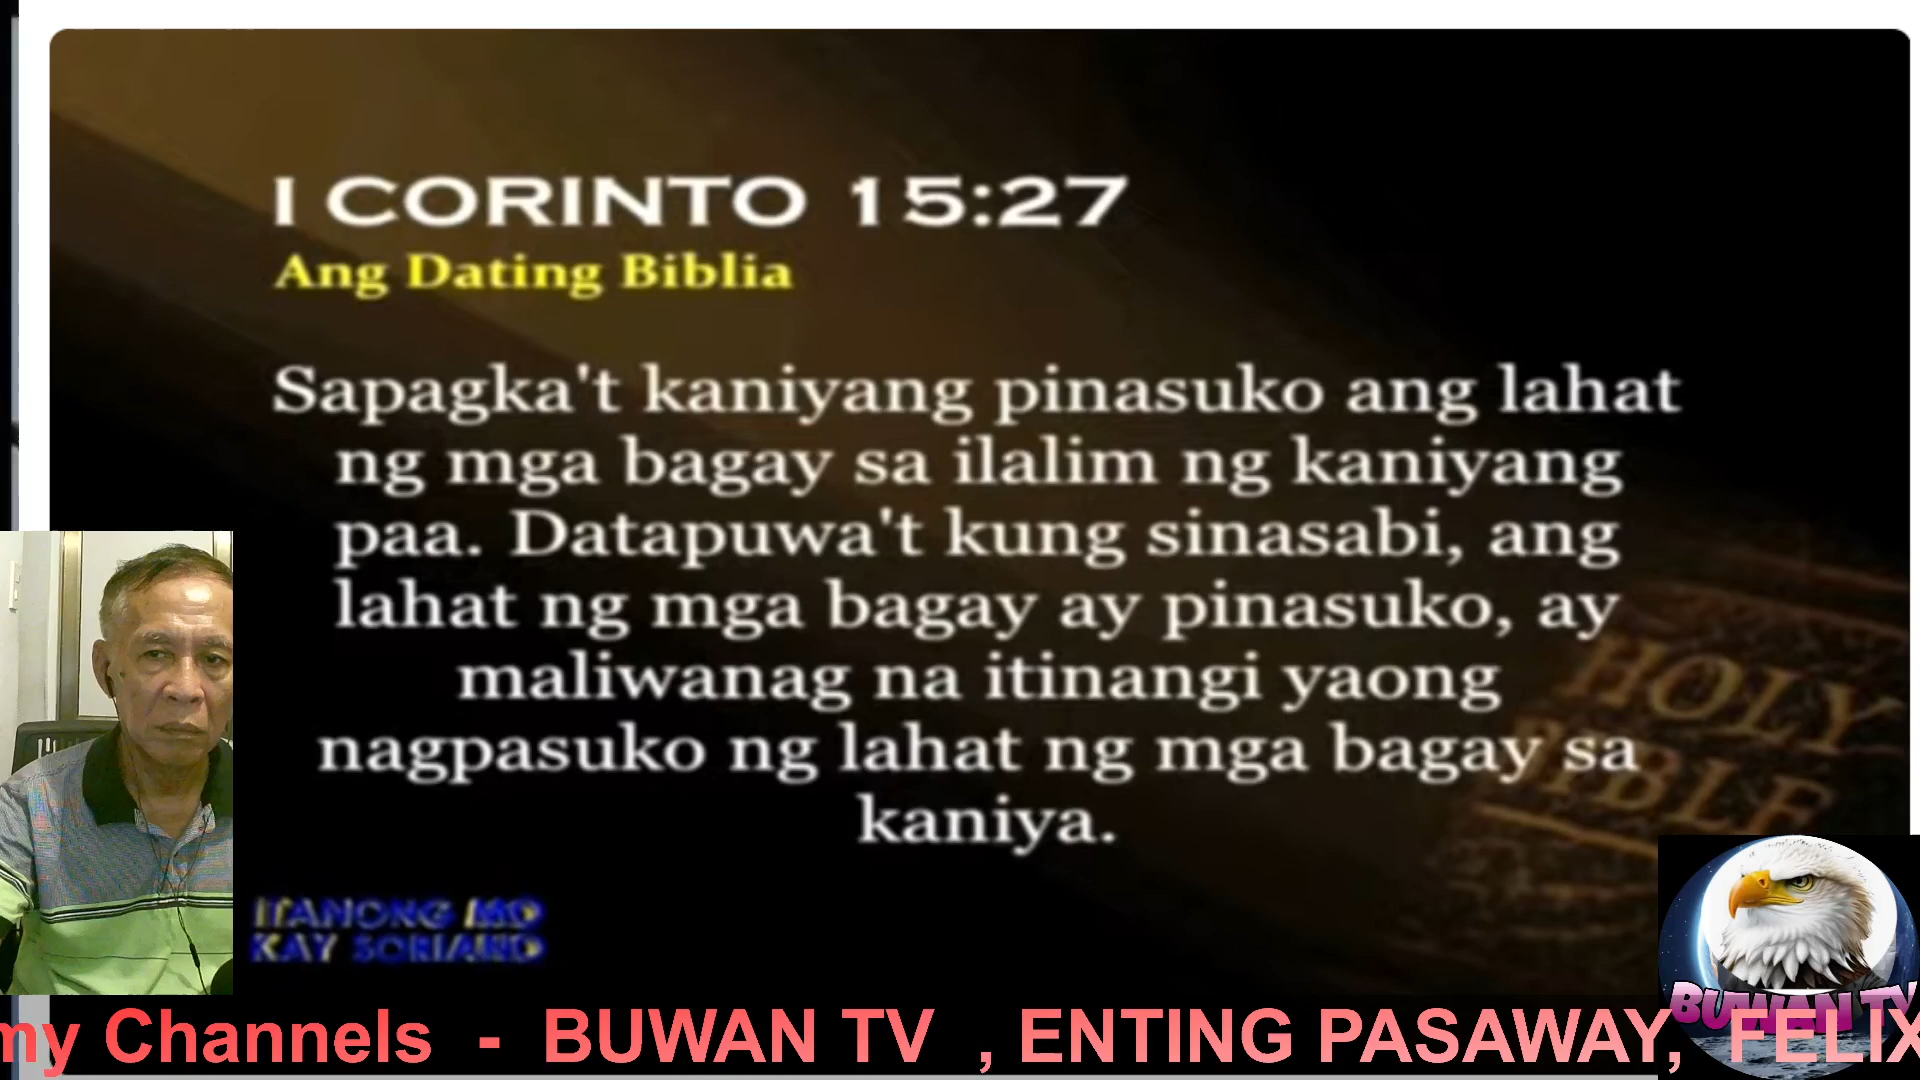 I CORINTO 15:27
Ang Dating Biblia
Sapagka't kaniyang pinasuko ang lahat
ng mga bagay sa ilalim ng kaniyang
paa. Datapuwa't kung sinasabi, ang
lahat ng mga bagay ay pinasuko, ay
maliwanag na itinangi yaong
nagpasuko ng lahat ng mga bagay sa
kaniya.
HOLY
BIBLE
ITANONG MO
KAY SORIANO
BUWAN TV
my Channels - BUWAN TV , ENTING PASAWAY, FELIX